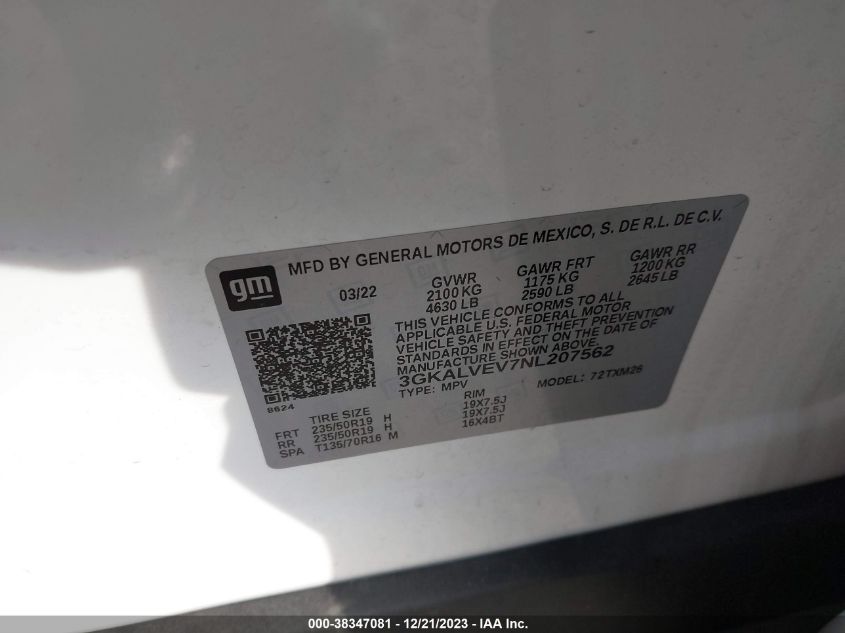 gm
MFD BY GENERAL MOTORS DE MEXICO, S. DE R.L. DE C.V.
03/22 GVWR GAWR FRT GAWR RR
2100 KG 1175 KG 1200 KG
4630 LB 2590 LB 2645 LB
THIS VEHICLE CONFORMS TO ALL
APPLICABLE U.S. FEDERAL MOTOR
VEHICLE SAFETY AND THEFT PREVENTION
STANDARDS IN EFFECT ON THE DATE OF
MANUFACTURE SHOWN ABOVE.
3GKALVEV7NL207562
TYPE: MPV MODEL: 72TXM26
8624
TIRE SIZE RIM
FRT 235/50R19 H 19X7.5J
RR 235/50R19 H 19X7.5J
SPA T135/70R16 M 16X4BT
000-38347081 - 12/21/2023 - IAA Inc.